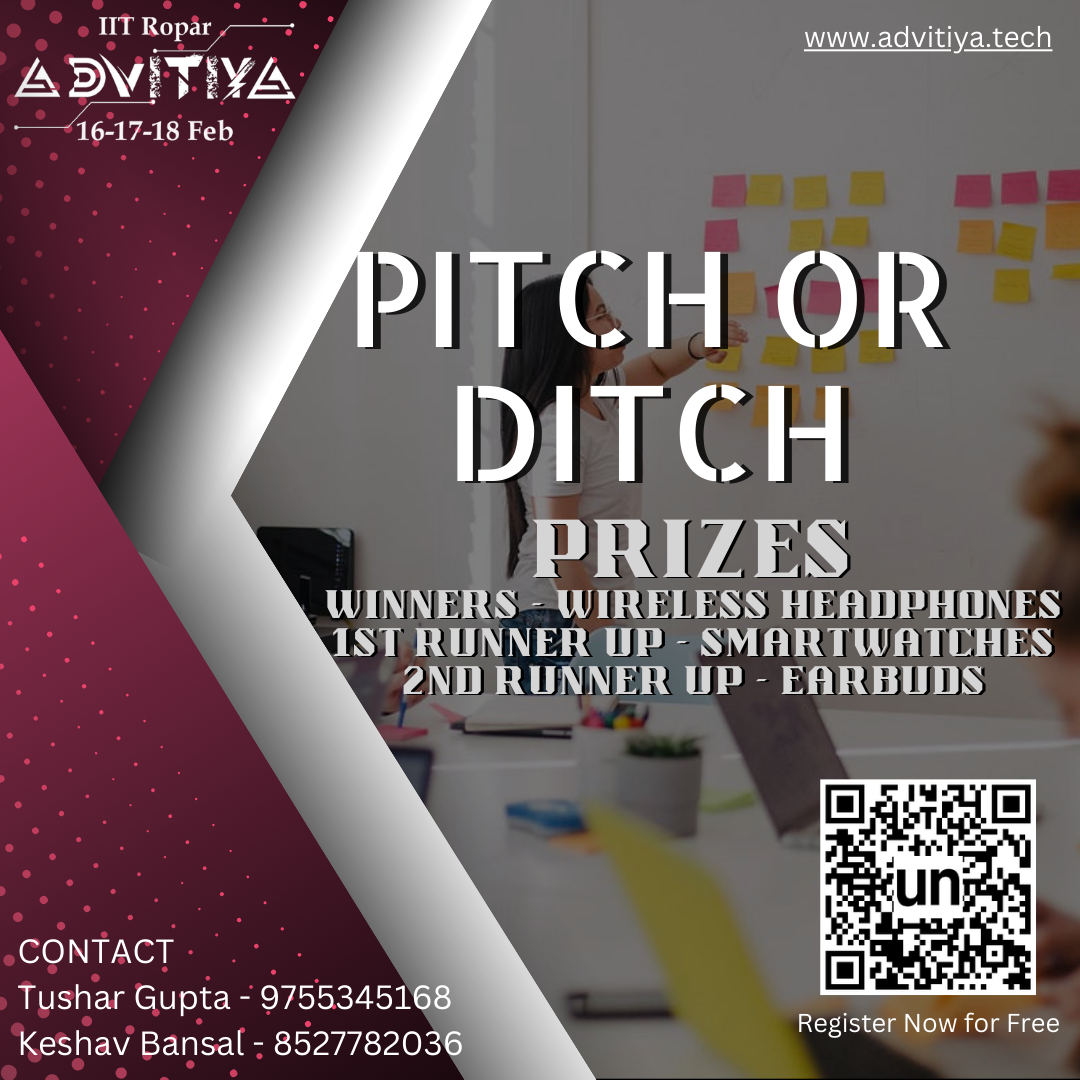 IIT Ropar
ADVITIYA
16-17-18 Feb
www.advitiya.tech
PITCH OR
DITCH
PRIZES
WINNERS - WIRELESS HEADPHONES
1ST RUNNER UP - SMARTWATCHES
2ND RUNNER UP - EARBUDS
un
Register Now for Free
CONTACT
Tushar Gupta - 9755345168
Keshav Bansal - 8527782036